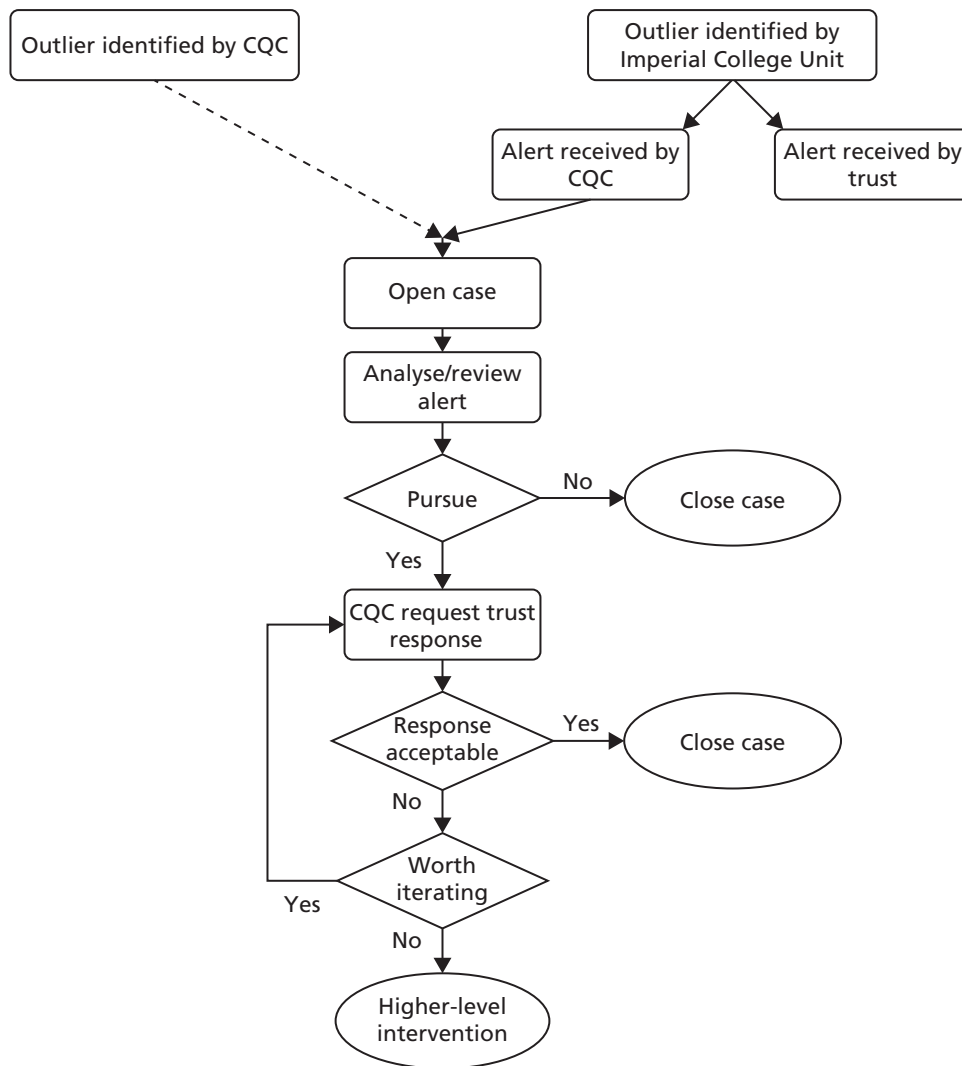 Outlier identified by CQC
Outlier identified by
Imperial College Unit
Alert received by
CQC
Alert received by
trust
Open case
Analyse/review
alert
Pursue
No
Close case
Yes
CQC request trust
response
Response
acceptable
Yes
Close case
No
Worth
iterating
Yes
No
Higher-level
intervention